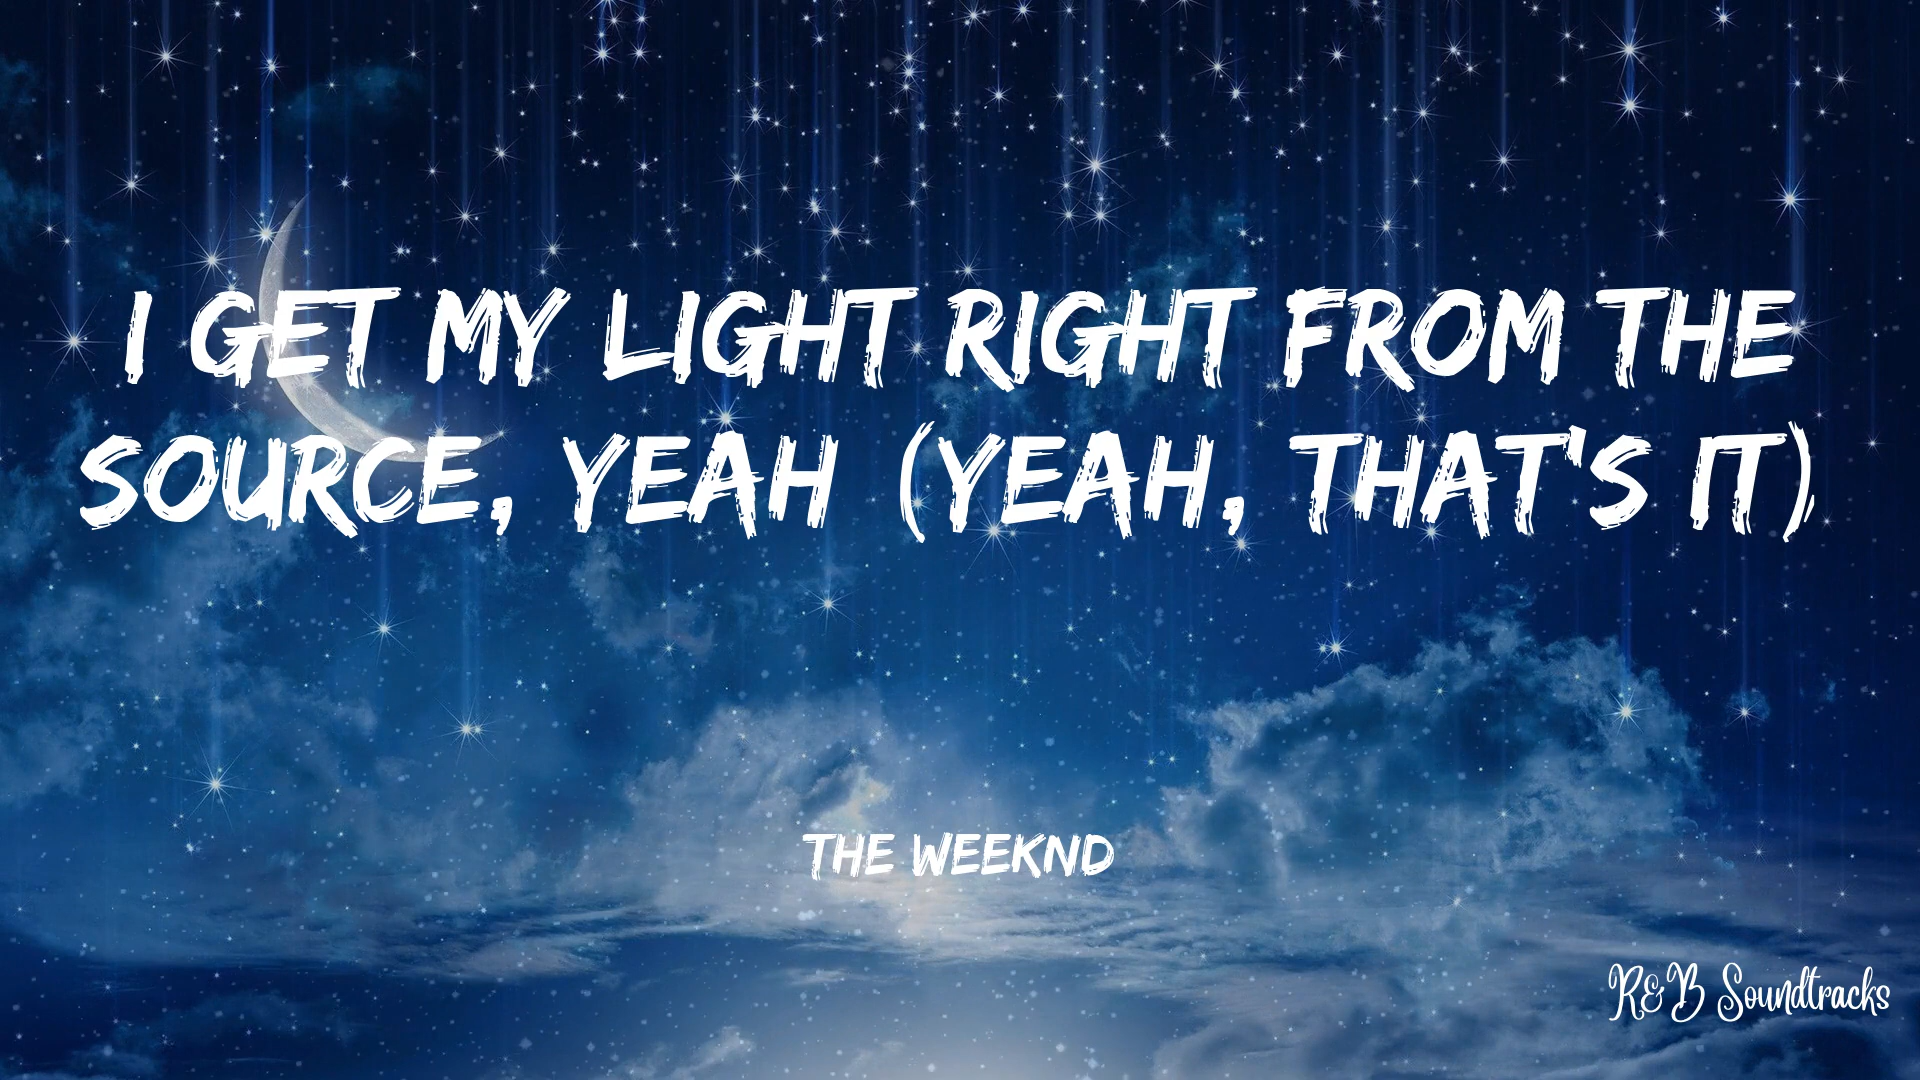 I GET MY LIGHT RIGHT FROM THE
SOURCE, YEAH (YEAH, THAT'S IT)
THE WEEKND
R&B Soundtracks